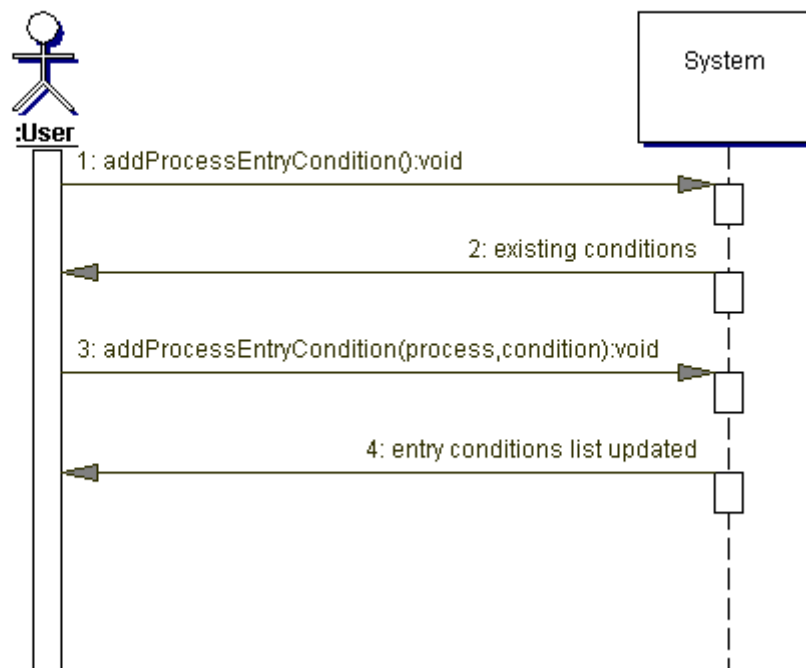 System
:User
1: addProcessEntryCondition():void
2: existing conditions
3: addProcessEntryCondition(process,condition):void
4: entry conditions list updated